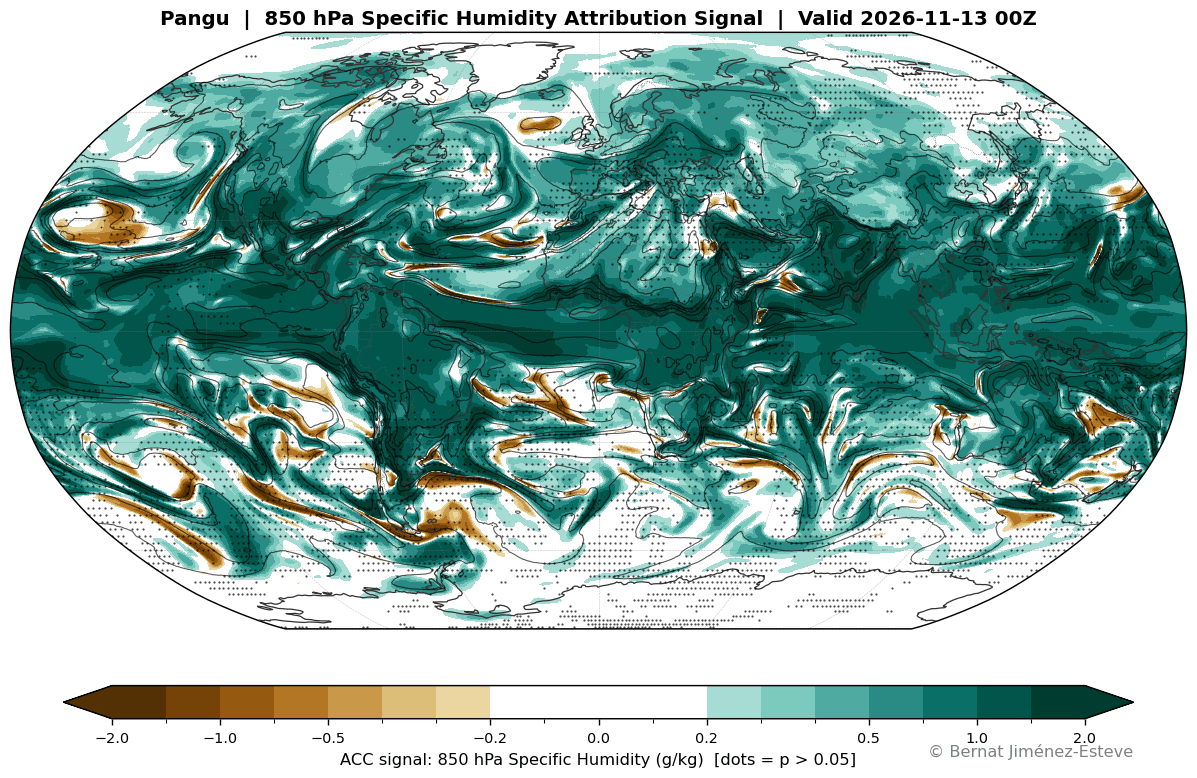 Pangu | 850 hPa Specific Humidity Attribution Signal | Valid 2026-11-13 00Z
−2.0 −1.0 −0.5 −0.2 0.0 0.2 0.5 1.0 2.0
ACC signal: 850 hPa Specific Humidity (g/kg) [dots = p > 0.05]
© Bernat Jiménez-Esteve